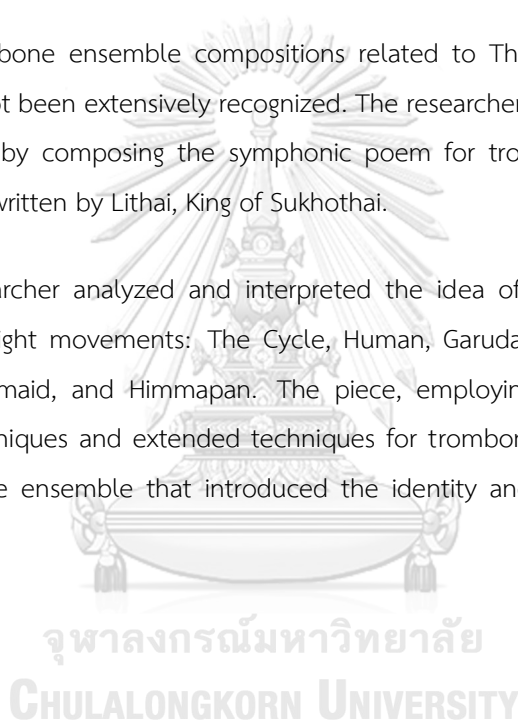 bone ensemble compositions related to Th
t been extensively recognized. The researcher
by composing the symphonic poem for tro
written by Lithai, King of Sukhothai.
rcher analyzed and interpreted the idea of
ght movements: The Cycle, Human, Garuda
maid, and Himmapan. The piece, employin
niques and extended techniques for trombor
e ensemble that introduced the identity an
จุฬาลงกรณ์มหาวิทยาลัย
CHULALONGKORN UNIVERSITY